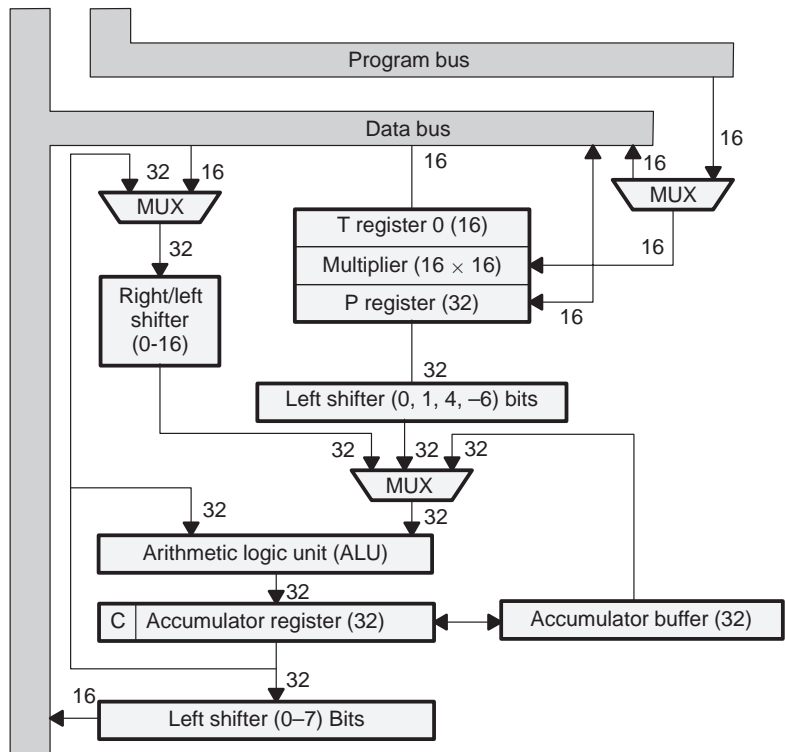 Program bus
Data bus
32
16
16
16
16
MUX
MUX
32
T register 0 (16)
16
Multiplier (16 × 16)
Right/left
shifter
(0-16)
P register (32)
16
32
Left shifter (0, 1, 4, –6) bits
32
32
32
MUX
32
32
Arithmetic logic unit (ALU)
32
C
Accumulator register (32)
Accumulator buffer (32)
32
16
Left shifter (0–7) Bits